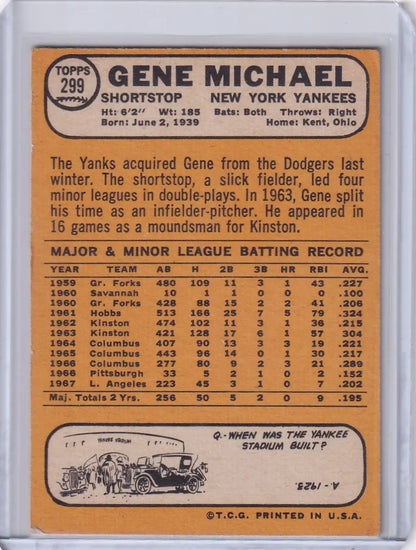 TOPPS
299
GENE MICHAEL
SHORTSTOP NEW YORK YANKEES
Ht: 6'2" Wt: 185 Bats: Both Throws: Right
Born: June 2, 1939 Home: Kent, Ohio
The Yanks acquired Gene from the Dodgers last
winter. The shortstop, a slick fielder, led four
minor leagues in double-plays. In 1963, Gene split
his time as an infielder-pitcher. He appeared in
16 games as a moundsman for Kinston.
MAJOR & MINOR LEAGUE BATTING RECORD
YEAR TEAM AB H 2B 3B HR RBI AVG.
1959 Gr. Forks 480 109 11 3 1 43 .227
1960 Savannah 10 1 1 0 0 0 .100
1960 Gr. Forks 428 88 15 2 2 41 .206
1961 Hobbs 513 166 25 7 5 79 .324
1962 Kinston 474 102 11 3 1 36 .215
1963 Kinston 421 128 17 6 1 57 .304
1964 Columbus 407 90 13 3 3 19 .221
1965 Columbus 443 96 14 0 1 30 .217
1966 Columbus 277 80 9 2 3 21 .289
1966 Pittsburgh 33 5 2 1 0 2 .152
1967 L. Angeles 223 45 3 1 0 7 .202
Maj. Totals 2 Yrs. 256 50 5 2 0 9 .195
YANKEE STADIUM
Q.-WHEN WAS THE YANKEE
STADIUM BUILT?
A.-1923.
©T.C.G. PRINTED IN U.S.A.